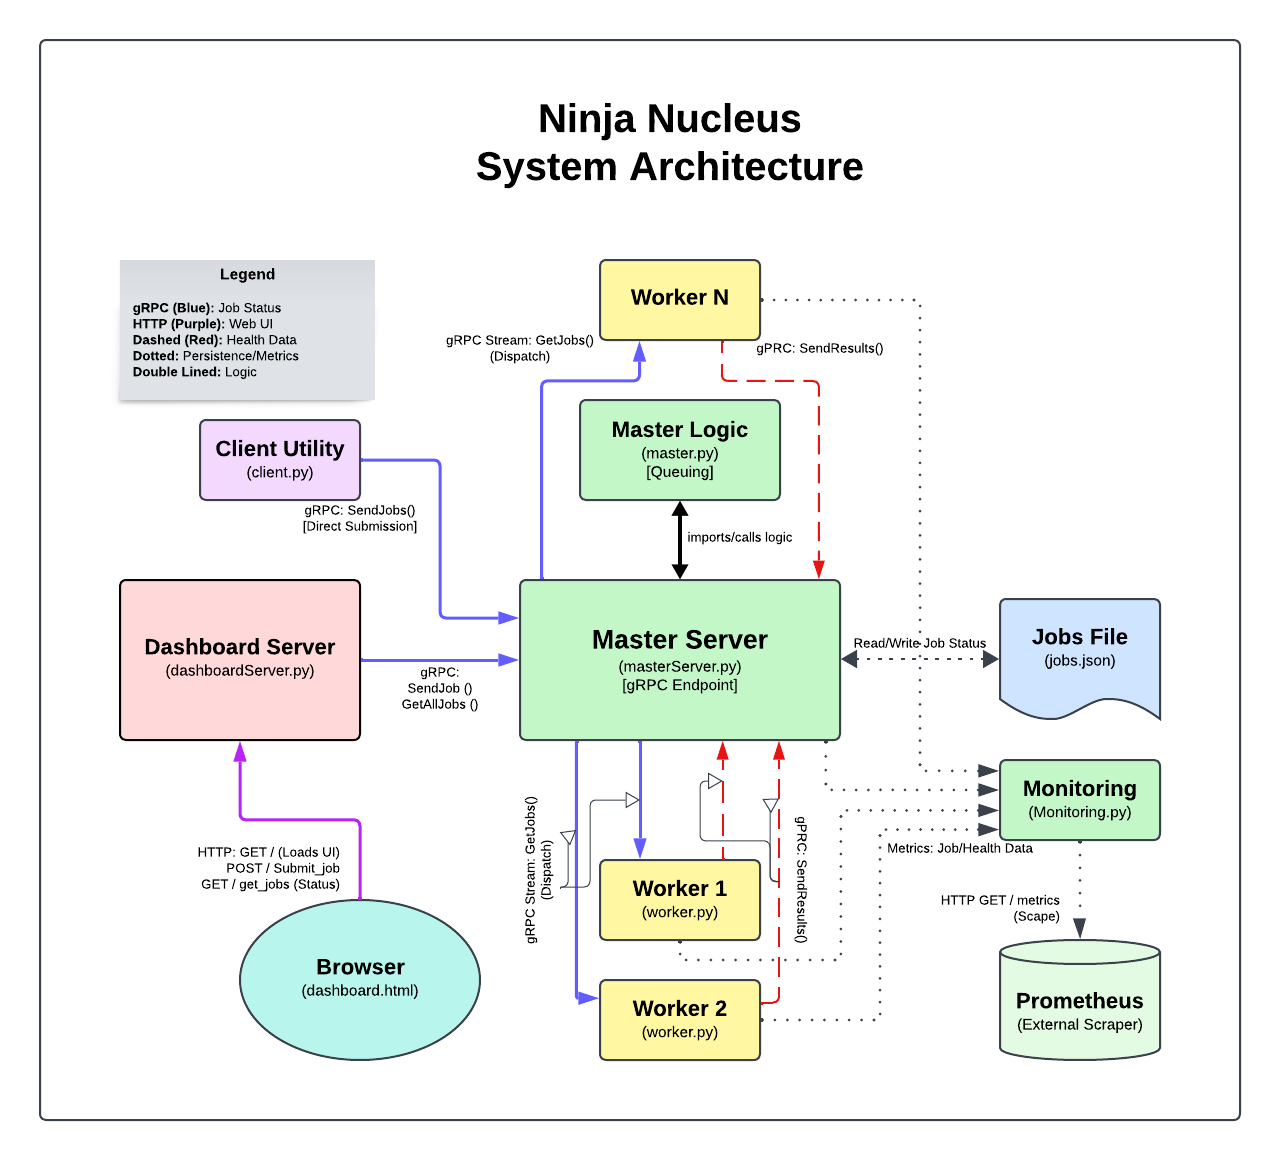 Ninja Nucleus
System Architecture
Legend
gRPC (Blue): Job Status
HTTP (Purple): Web UI
Dashed (Red): Health Data
Dotted: Persistence/Metrics
Double Lined: Logic
Worker N
gRPC Stream: GetJobs()
(Dispatch)
gPRC: SendResults()
Master Logic
(master.py)
[Queuing]
Client Utility
(client.py)
gRPC: SendJobs()
[Direct Submission]
imports/calls logic
Dashboard Server
(dashboardServer.py)
gRPC:
SendJob ()
GetAllJobs ()
Master Server
(masterServer.py)
[gRPC Endpoint]
Read/Write Job Status
Jobs File
(jobs.json)
Monitoring
(Monitoring.py)
Metrics: Job/Health Data
gRPC Stream: GetJobs()
(Dispatch)
gPRC: SendResults()
HTTP: GET / (Loads UI)
POST / Submit_job
GET / get_jobs (Status)
Worker 1
(worker.py)
HTTP GET / metrics
(Scape)
Browser
(dashboard.html)
Worker 2
(worker.py)
Prometheus
(External Scraper)